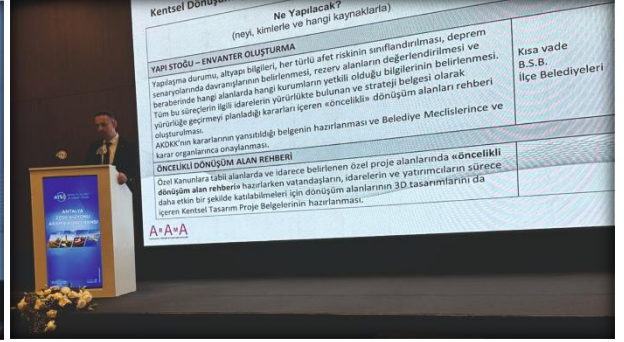 Kentsel Dönüşüm
Ne Yapılacak?
(neyi, kimlerle ve hangi kaynaklarla)
YAPI STOĞU – ENVANTER OLUŞTURMA
Yapılaşma durumu, altyapı bilgileri, her türlü afet riskinin sınıflandırılması, deprem
senaryolarında davranışlarının belirlenmesi, rezerv alanların değerlendirilmesi ve
beraberinde hangi alanlarda hangi kurumların yetkili olduğu bilgilerinin belirlenmesi.
Tüm bu süreçlerin ilgili idarelerin yürürlükte bulunan ve strateji belgesi olarak
yürürlüğe geçirmeyi planladığı kararları içeren «öncelikli» dönüşüm alanları rehberi
oluşturulması.
AKDKK'nın kararlarının yansıtıldığı belgenin hazırlanması ve Belediye Meclislerince ve
karar organlarınca onaylanması.
Kısa vade
B.S.B.
İlçe Belediyeleri
ÖNCELİKLİ DÖNÜŞÜM ALAN REHBERİ
Özel Kanunlara tabii alanlarda ve idarece belirlenen özel proje alanlarında «öncelikli
dönüşüm alan rehberi» hazırlarken vatandaşların, idarelerin ve yatırımcıların sürece
daha etkin bir şekilde katılabilmeleri için dönüşüm alanlarının 3D tasarımlarını da
içeren Kentsel Tasarım Proje Belgelerinin hazırlanması.
A A A
ATSO
ANTALYA